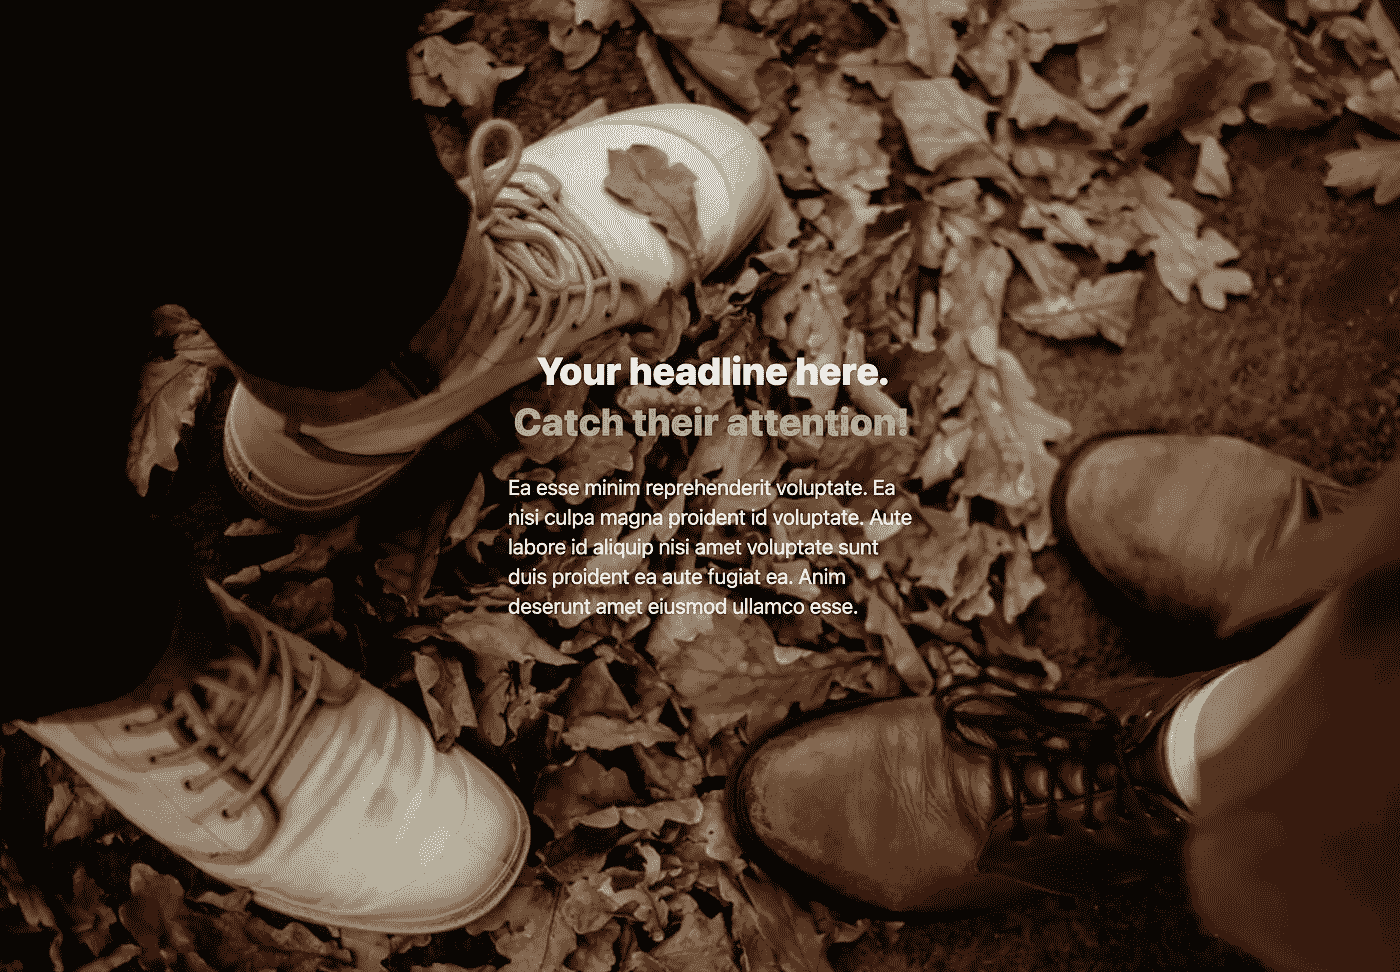 Your headline here.
Catch their attention!
Ea esse minim reprehenderit voluptate. Ea
nisi culpa magna proident id voluptate. Aute
labore id aliquip nisi amet voluptate sunt
duis proident ea aute fugiat ea. Anim
deserunt amet eiusmod ullamco esse.